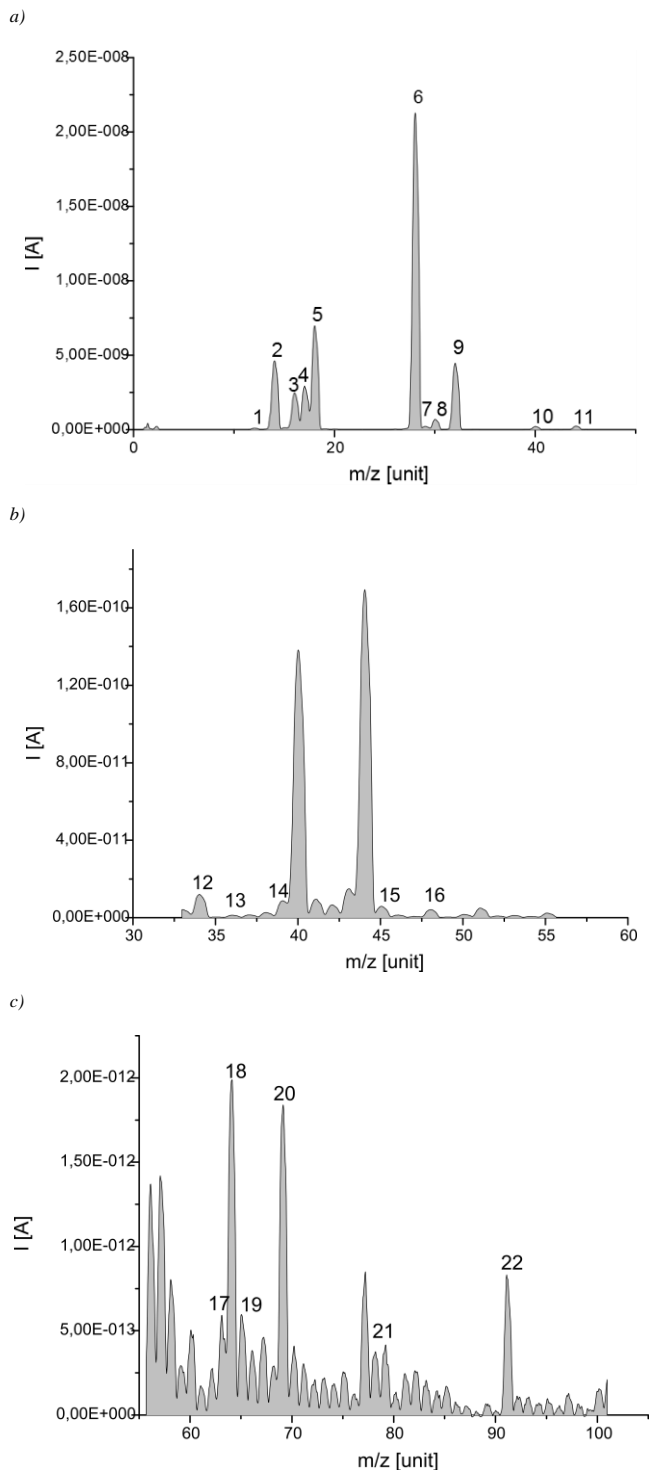 a)
2,50E-008
2,00E-008
1,50E-008
1,00E-008
5,00E-009
0,00E+000
I [A]
1
2
3
4
5
6
7
8
9
10
11
0
20
40
m/z [unit]
b)
1,60E-010
1,20E-010
8,00E-011
4,00E-011
0,00E+000
I [A]
12
13
14
15
16
30
35
40
45
50
55
60
m/z [unit]
c)
2,00E-012
1,50E-012
1,00E-012
5,00E-013
0,00E+000
I [A]
17
18
19
20
21
22
60
70
80
90
100
m/z [unit]